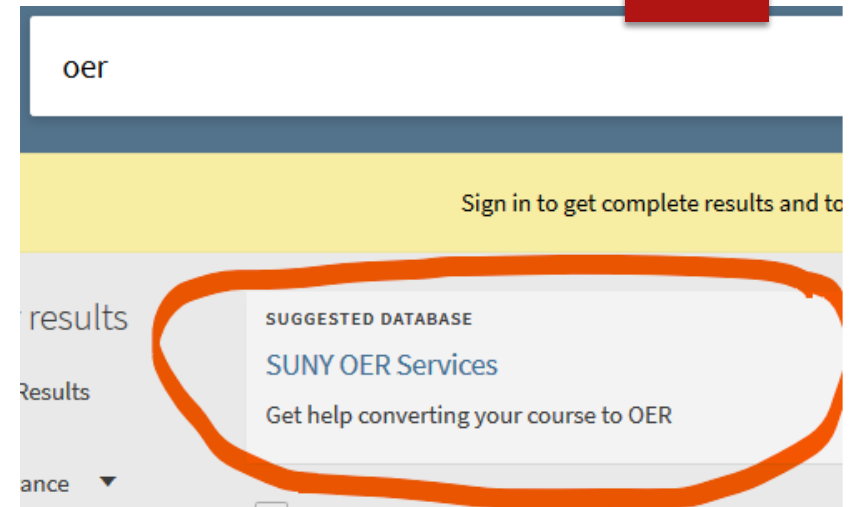 oer
Sign in to get complete results and to
results
SUGGESTED DATABASE
SUNY OER Services
Results
Get help converting your course to OER